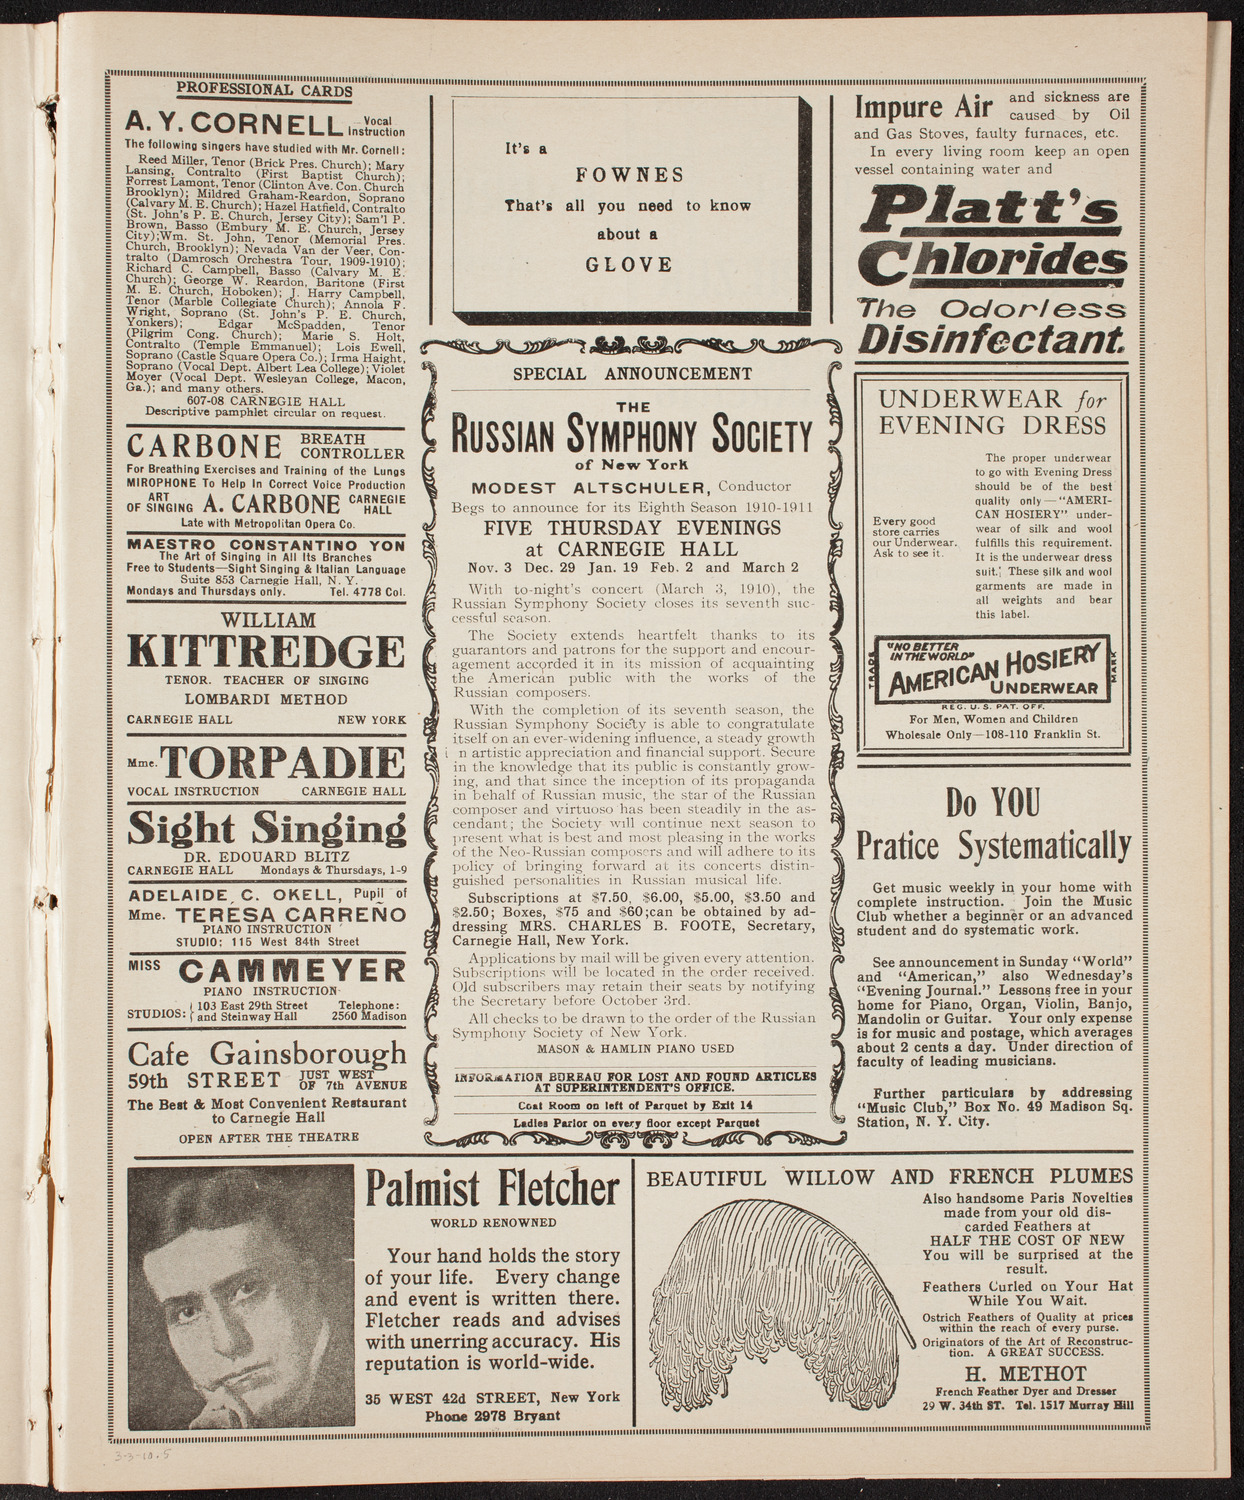 PROFESSIONAL CARDS
A. Y. CORNELL Vocal Instruction
The following singers have studied with Mr. Cornell:
Reed Miller, Tenor (Brick Pres. Church); Mary
Lansing, Contralto (First Baptist Church);
Forrest Lamont, Tenor (Clinton Ave. Con. Church
Brooklyn); Mildred Graham-Reardon, Soprano
(Calvary M. E. Church); Hazel Hatfield, Contralto
(St. John's P. E. Church, Jersey City); Sam'l P.
Brown, Basso (Embury M. E. Church, Jersey
City);Wm. St. John, Tenor (Memorial Pres.
Church, Brooklyn); Nevada Van der Veer, Con-
tralto (Damrosch Orchestra Tour, 1909-1910);
Richard C. Campbell, Basso (Calvary M. E.
Church); George W. Reardon, Baritone (First
M. E. Church, Hoboken); J. Harry Campbell,
Tenor (Marble Collegiate Church); Annola F.
Wright, Soprano (St. John's P. E. Church,
Yonkers); Edgar McSpadden, Tenor
(Pilgrim Cong. Church); Marie S. Holt,
Contralto (Temple Emmanuel); Lois Ewell,
Soprano (Castle Square Opera Co.); Irma Haight,
Soprano (Vocal Dept. Albert Lea College); Violet
Moyer (Vocal Dept. Wesleyan College, Macon,
Ga.); and many others.
607-08 CARNEGIE HALL
Descriptive pamphlet circular on request.
CARBONE BREATH CONTROLLER
For Breathing Exercises and Training of the Lungs
MIROPHONE To Help In Correct Voice Production
ART OF SINGING A. CARBONE CARNEGIE HALL
Late with Metropolitan Opera Co.
MAESTRO CONSTANTINO YON
The Art of Singing in All Its Branches
Free to Students—Sight Singing & Italian Language
Suite 853 Carnegie Hall, N. Y.
Mondays and Thursdays only. Tel. 4778 Col.
WILLIAM
KITTREDGE
TENOR. TEACHER OF SINGING
LOMBARDI METHOD
CARNEGIE HALL NEW YORK
Mme. TORPADIE
VOCAL INSTRUCTION CARNEGIE HALL
Sight Singing
DR. EDOUARD BLITZ
CARNEGIE HALL Mondays & Thursdays, 1-9
ADELAIDE C. OKELL, Pupil of
Mme. TERESA CARREÑO
PIANO INSTRUCTION
STUDIO; 115 West 84th Street
MISS CAMMEYER
PIANO INSTRUCTION
STUDIOS: { 103 East 29th Street Telephone:
and Steinway Hall 2560 Madison
Cafe Gainsborough
59th STREET JUST WEST OF 7th AVENUE
The Best & Most Convenient Restaurant
to Carnegie Hall
OPEN AFTER THE THEATRE
It's a
FOWNES
That's all you need to know
about a
GLOVE
SPECIAL ANNOUNCEMENT
THE
RUSSIAN SYMPHONY SOCIETY
of New York
MODEST ALTSCHULER, Conductor
Begs to announce for its Eighth Season 1910-1911
FIVE THURSDAY EVENINGS
at CARNEGIE HALL
Nov. 3 Dec. 29 Jan. 19 Feb. 2 and March 2
With to-night's concert (March 3, 1910), the
Russian Symphony Society closes its seventh suc-
cessful season.
The Society extends heartfelt thanks to its
guarantors and patrons for the support and encour-
agement accorded it in its mission of acquainting
the American public with the works of the
Russian composers.
With the completion of its seventh season, the
Russian Symphony Society is able to congratulate
itself on an ever-widening influence, a steady growth
i n artistic appreciation and financial support. Secure
in the knowledge that its public is constantly grow-
ing, and that since the inception of its propaganda
in behalf of Russian music, the star of the Russian
composer and virtuoso has been steadily in the as-
cendant; the Society will continue next season to
present what is best and most pleasing in the works
of the Neo-Russian composers and will adhere to its
policy of bringing forward at its concerts distin-
guished personalities in Russian musical life.
Subscriptions at $7.50, $6.00, $5.00, $3.50 and
$2.50; Boxes, $75 and $60;can be obtained by ad-
dressing MRS. CHARLES B. FOOTE, Secretary,
Carnegie Hall, New York.
Applications by mail will be given every attention.
Subscriptions will be located in the order received.
Old subscribers may retain their seats by notifying
the Secretary before October 3rd.
All checks to be drawn to the order of the Russian
Symphony Society of New York.
MASON & HAMLIN PIANO USED
INFORMATION BUREAU FOR LOST AND FOUND ARTICLES
AT SUPERINTENDENT'S OFFICE.
Coat Room on left of Parquet by Exit 14
Ladies Parlor on every floor except Parquet
Impure Air and sickness are
caused by Oil
and Gas Stoves, faulty furnaces, etc.
In every living room keep an open
vessel containing water and
Platt's
Chlorides
The Odorless
Disinfectant.
UNDERWEAR for
EVENING DRESS
Every good
store carries
our Underwear.
Ask to see it.
The proper underwear
to go with Evening Dress
should be of the best
quality only—"AMERI-
CAN HOSIERY" under-
wear of silk and wool
fulfills this requirement.
It is the underwear dress
suit. These silk and wool
garments are made in
all weights and bear
this label.
TRADE MARK
"NO BETTER
IN THE WORLD"
AMERICAN HOSIERY
UNDERWEAR
REG. U. S. PAT. OFF.
For Men, Women and Children
Wholesale Only—108-110 Franklin St.
Do YOU
Pratice Systematically
Get music weekly in your home with
complete instruction. Join the Music
Club whether a beginner or an advanced
student and do systematic work.
See announcement in Sunday "World"
and "American," also Wednesday's
"Evening Journal." Lessons free in your
home for Piano, Organ, Violin, Banjo,
Mandolin or Guitar. Your only expense
is for music and postage, which averages
about 2 cents a day. Under direction of
faculty of leading musicians.
Further particulars by addressing
"Music Club," Box No. 49 Madison Sq.
Station, N. Y. City.
Palmist Fletcher
WORLD RENOWNED
Your hand holds the story
of your life. Every change
and event is written there.
Fletcher reads and advises
with unerring accuracy. His
reputation is world-wide.
35 WEST 42d STREET, New York
Phone 2978 Bryant
BEAUTIFUL WILLOW AND FRENCH PLUMES
Also handsome Paris Novelties
made from your old dis-
carded Feathers at
HALF THE COST OF NEW
You will be surprised at the
result.
Feathers Curled on Your Hat
While You Wait.
Ostrich Feathers of Quality at prices
within the reach of every purse.
Originators of the Art of Reconstruc-
tion. A GREAT SUCCESS.
H. METHOT
French Feather Dyer and Dresser
29 W. 34th ST. Tel. 1517 Murray Hill
3-3-10.5